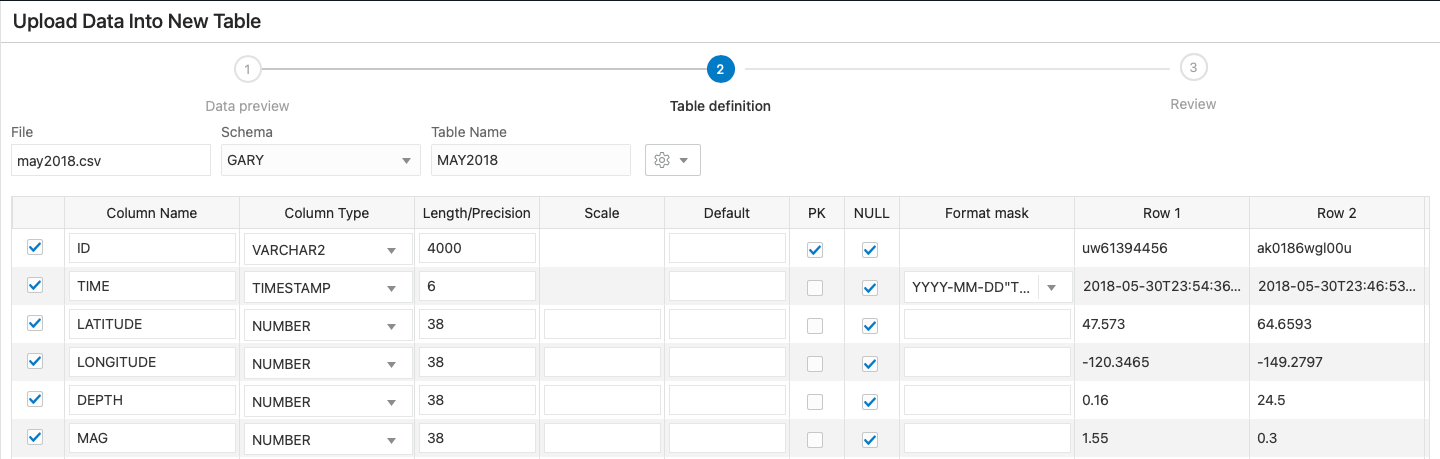 Upload Data Into New Table
1 2 3
Data preview Table definition Review
File Schema Table Name
may2018.csv GARY MAY2018
Column Name Column Type Length/Precision Scale Default PK NULL Format mask Row 1 Row 2
ID VARCHAR2 4000 uw61394456 ak0186wgl00u
TIME TIMESTAMP 6 YYYY-MM-DD"T... 2018-05-30T23:54:36... 2018-05-30T23:46:53...
LATITUDE NUMBER 38 47.573 64.6593
LONGITUDE NUMBER 38 -120.3465 -149.2797
DEPTH NUMBER 38 0.16 24.5
MAG NUMBER 38 1.55 0.3